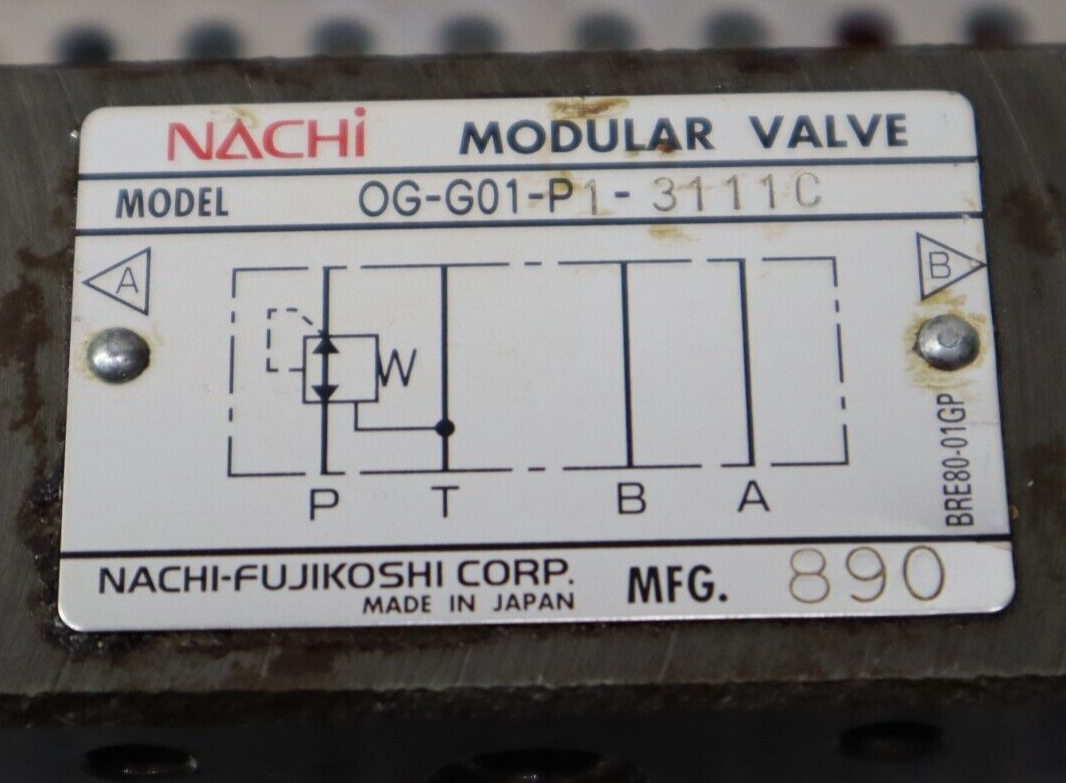 NACHi MODULAR VALVE
MODEL OG-G01-P1-3111C
A
B
W
P T B A
BRE80-01GP
NACHI-FUJIKOSHI CORP. MFG. 890
MADE IN JAPAN